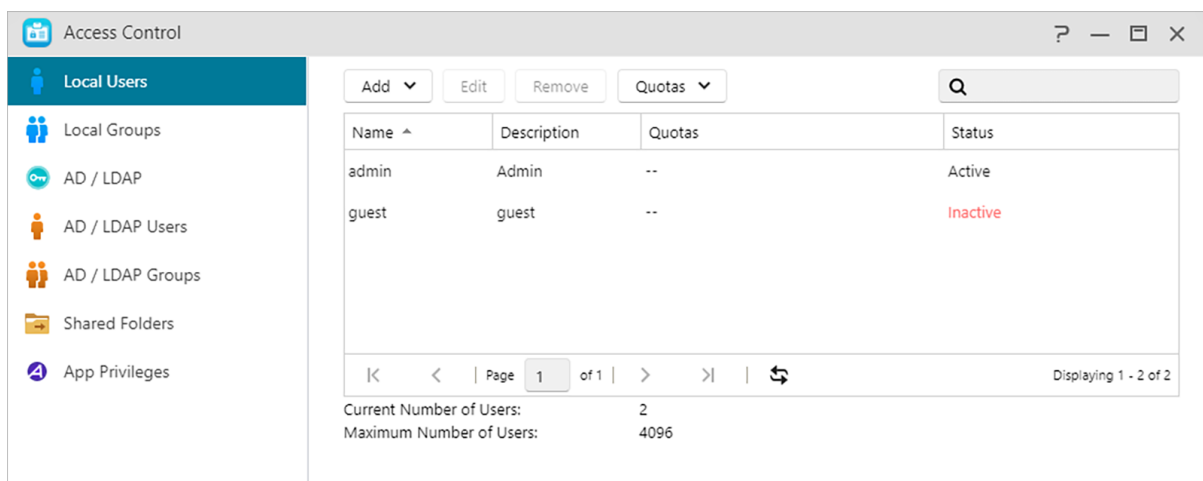 Access Control
Local Users
Local Groups
AD / LDAP
AD / LDAP Users
AD / LDAP Groups
Shared Folders
App Privileges
Add Edit Remove Quotas
Name Description Quotas Status
admin Admin -- Active
guest guest -- Inactive
Page 1 of 1 Displaying 1 - 2 of 2
Current Number of Users: 2
Maximum Number of Users: 4096